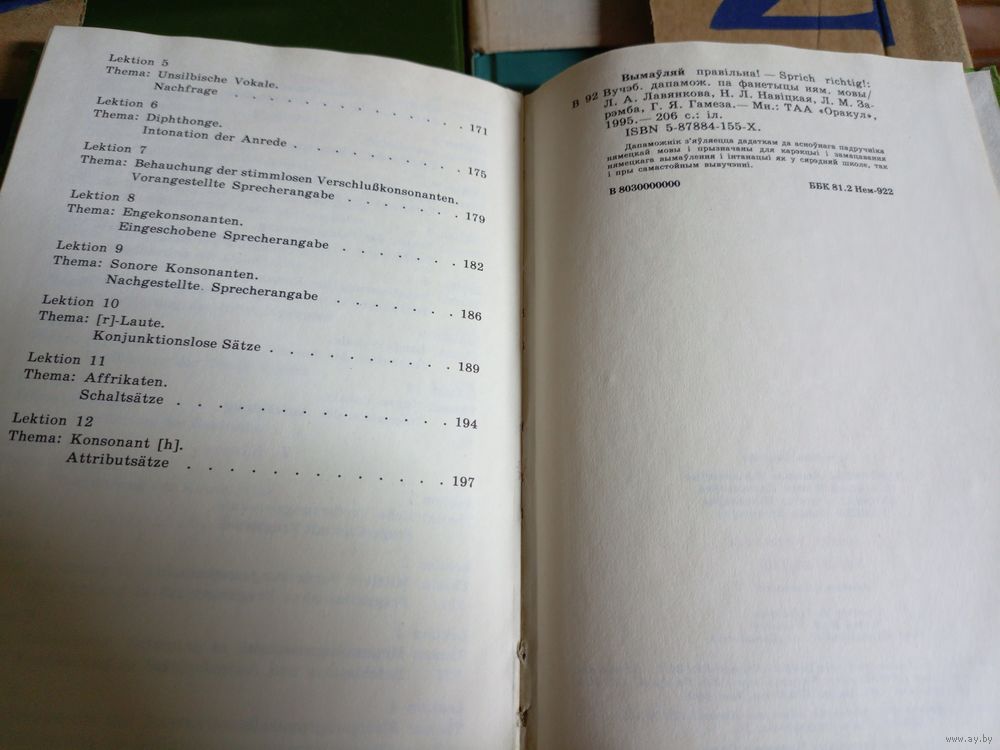 Lektion 5
Thema: Unsilbische Vokale.
Nachfrage . . . . . . . . . . . . . 171
Lektion 6
Thema: Diphthonge.
Intonation der Anrede . . . . . . . . . 175
Lektion 7
Thema: Behauchung der stimmlosen Verschlußkonsonanten.
Vorangestellte Sprecherangabe . . . . . . 179
Lektion 8
Thema: Engekonsonanten.
Eingeschobene Sprecherangabe . . . . . . 182
Lektion 9
Thema: Sonore Konsonanten.
Nachgestellte Sprecherangabe . . . . . . 186
Lektion 10
Thema: [r]-Laute.
Konjunktionslose Sätze . . . . . . . . . 189
Lektion 11
Thema: Affrikaten.
Schaltsätze . . . . . . . . . . . . . 194
Lektion 12
Thema: Konsonant [h].
Attributsätze . . . . . . . . . . . . . 197
Вымаўляй правільна! — Sprich richtig!:
В 92 Вучэб. дапамож. па фанетыцы ням. мовы/
Л. А. Лавянкова, Н. Л. Навіцкая, Л. М. За-
рэмба, Г. Я. Гамеза.— Мн.: ТАА «Оракул»,
1995.— 206 с.: іл.
ISBN 5-87884-155-X.
Дапаможнік з'яўляецца дадаткам да асноўнага падручніка
нямецкай мовы і прызначаны для карэкцыі і замацавання
нямецкага вымаўлення і інтанацыі як у сярэдняй школе, так
і пры самастойным вывучэнні.
В 8030000000 ББК 81.2 Нем-922
www.ay.by